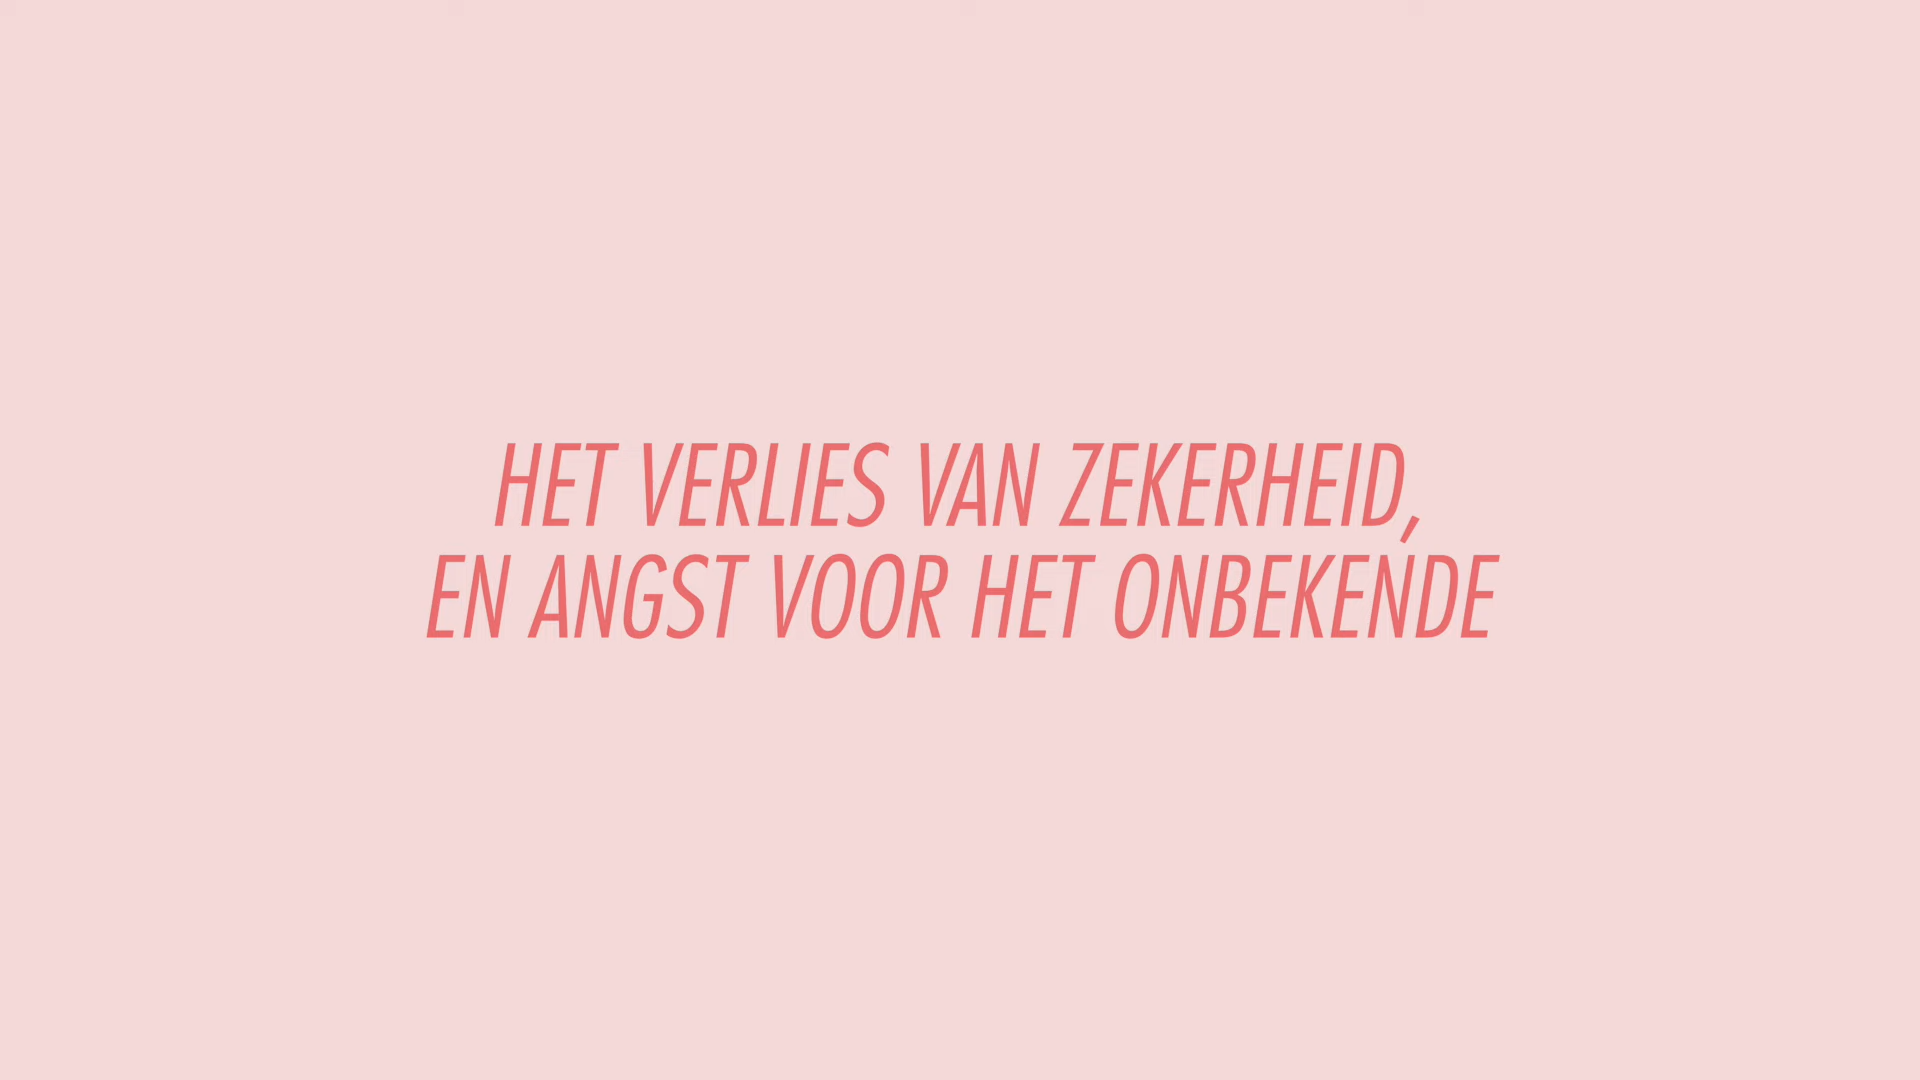 HET VERLIES VAN ZEKERHEID,
EN ANGST VOOR HET ONBEKENDE